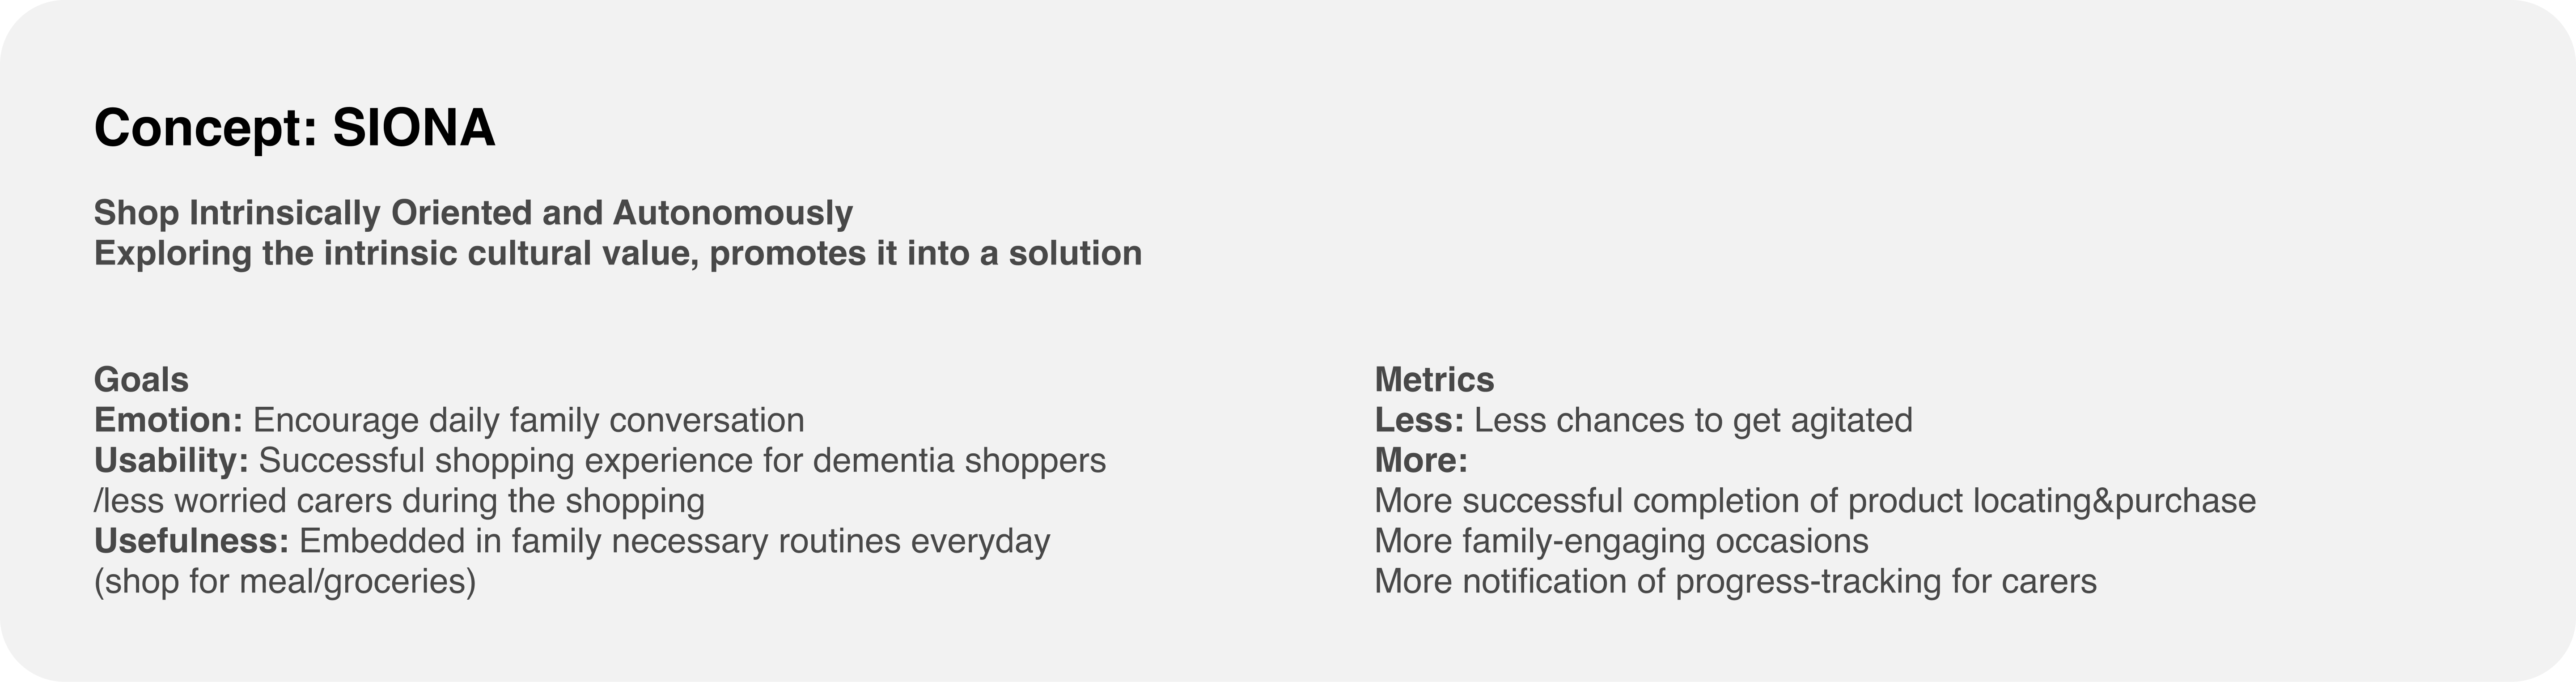 Concept: SIONA
Shop Intrinsically Oriented and Autonomously
Exploring the intrinsic cultural value, promotes it into a solution
Goals
Emotion: Encourage daily family conversation
Usability: Successful shopping experience for dementia shoppers
/less worried carers during the shopping
Usefulness: Embedded in family necessary routines everyday
(shop for meal/groceries)
Metrics
Less: Less chances to get agitated
More:
More successful completion of product locating&purchase
More family-engaging occasions
More notification of progress-tracking for carers